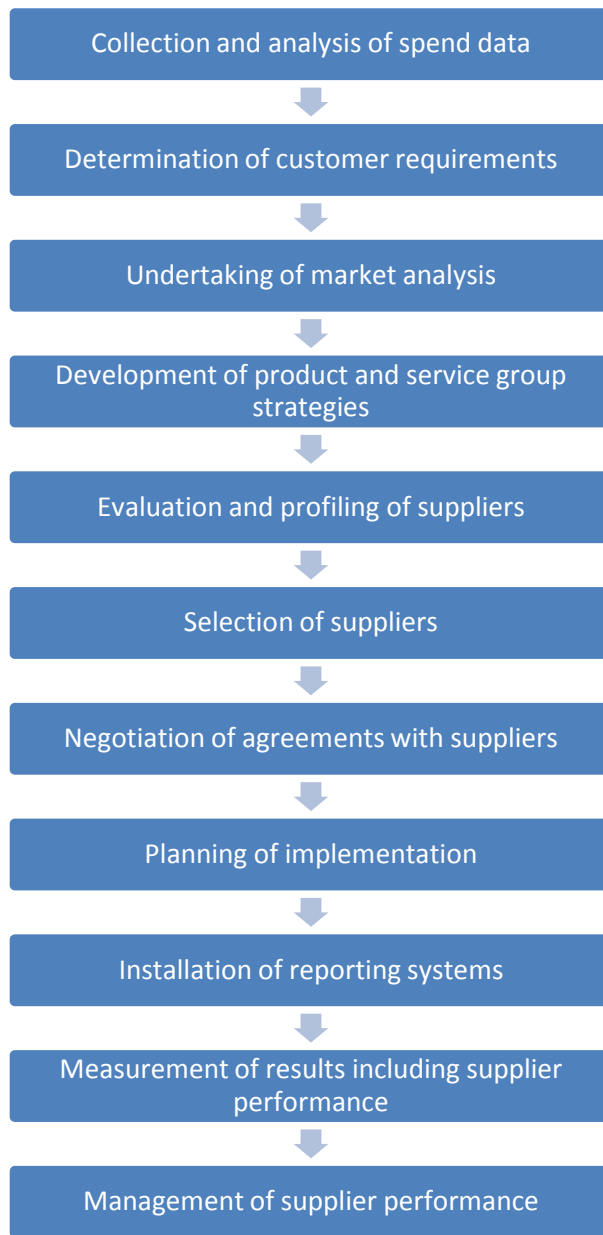 Collection and analysis of spend data
Determination of customer requirements
Undertaking of market analysis
Development of product and service group
strategies
Evaluation and profiling of suppliers
Selection of suppliers
Negotiation of agreements with suppliers
Planning of implementation
Installation of reporting systems
Measurement of results including supplier
performance
Management of supplier performance